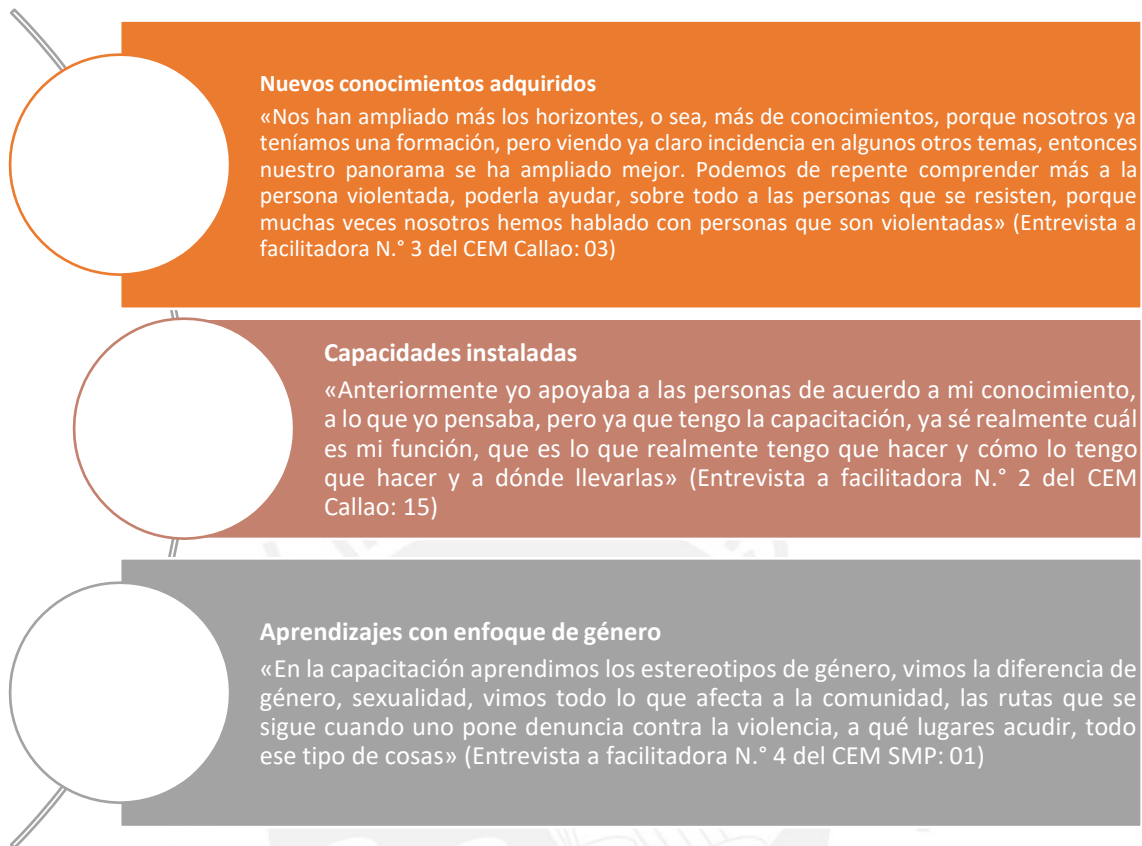 Nuevos conocimientos adquiridos
«Nos han ampliado más los horizontes, o sea, más de conocimientos, porque nosotros ya
teníamos una formación, pero viendo ya claro incidencia en algunos otros temas, entonces
nuestro panorama se ha ampliado mejor. Podemos de repente comprender más a la
persona violentada, poderla ayudar, sobre todo a las personas que se resisten, porque
muchas veces nosotros hemos hablado con personas que son violentadas» (Entrevista a
facilitadora N.° 3 del CEM Callao: 03)
Capacidades instaladas
«Anteriormente yo apoyaba a las personas de acuerdo a mi conocimiento,
a lo que yo pensaba, pero ya que tengo la capacitación, ya sé realmente cuál
es mi función, que es lo que realmente tengo que hacer y cómo lo tengo
que hacer y a dónde llevarlas» (Entrevista a facilitadora N.° 2 del CEM
Callao: 15)
Aprendizajes con enfoque de género
«En la capacitación aprendimos los estereotipos de género, vimos la diferencia de
género, sexualidad, vimos todo lo que afecta a la comunidad, las rutas que se
sigue cuando uno pone denuncia contra la violencia, a qué lugares acudir, todo
ese tipo de cosas» (Entrevista a facilitadora N.° 4 del CEM SMP: 01)